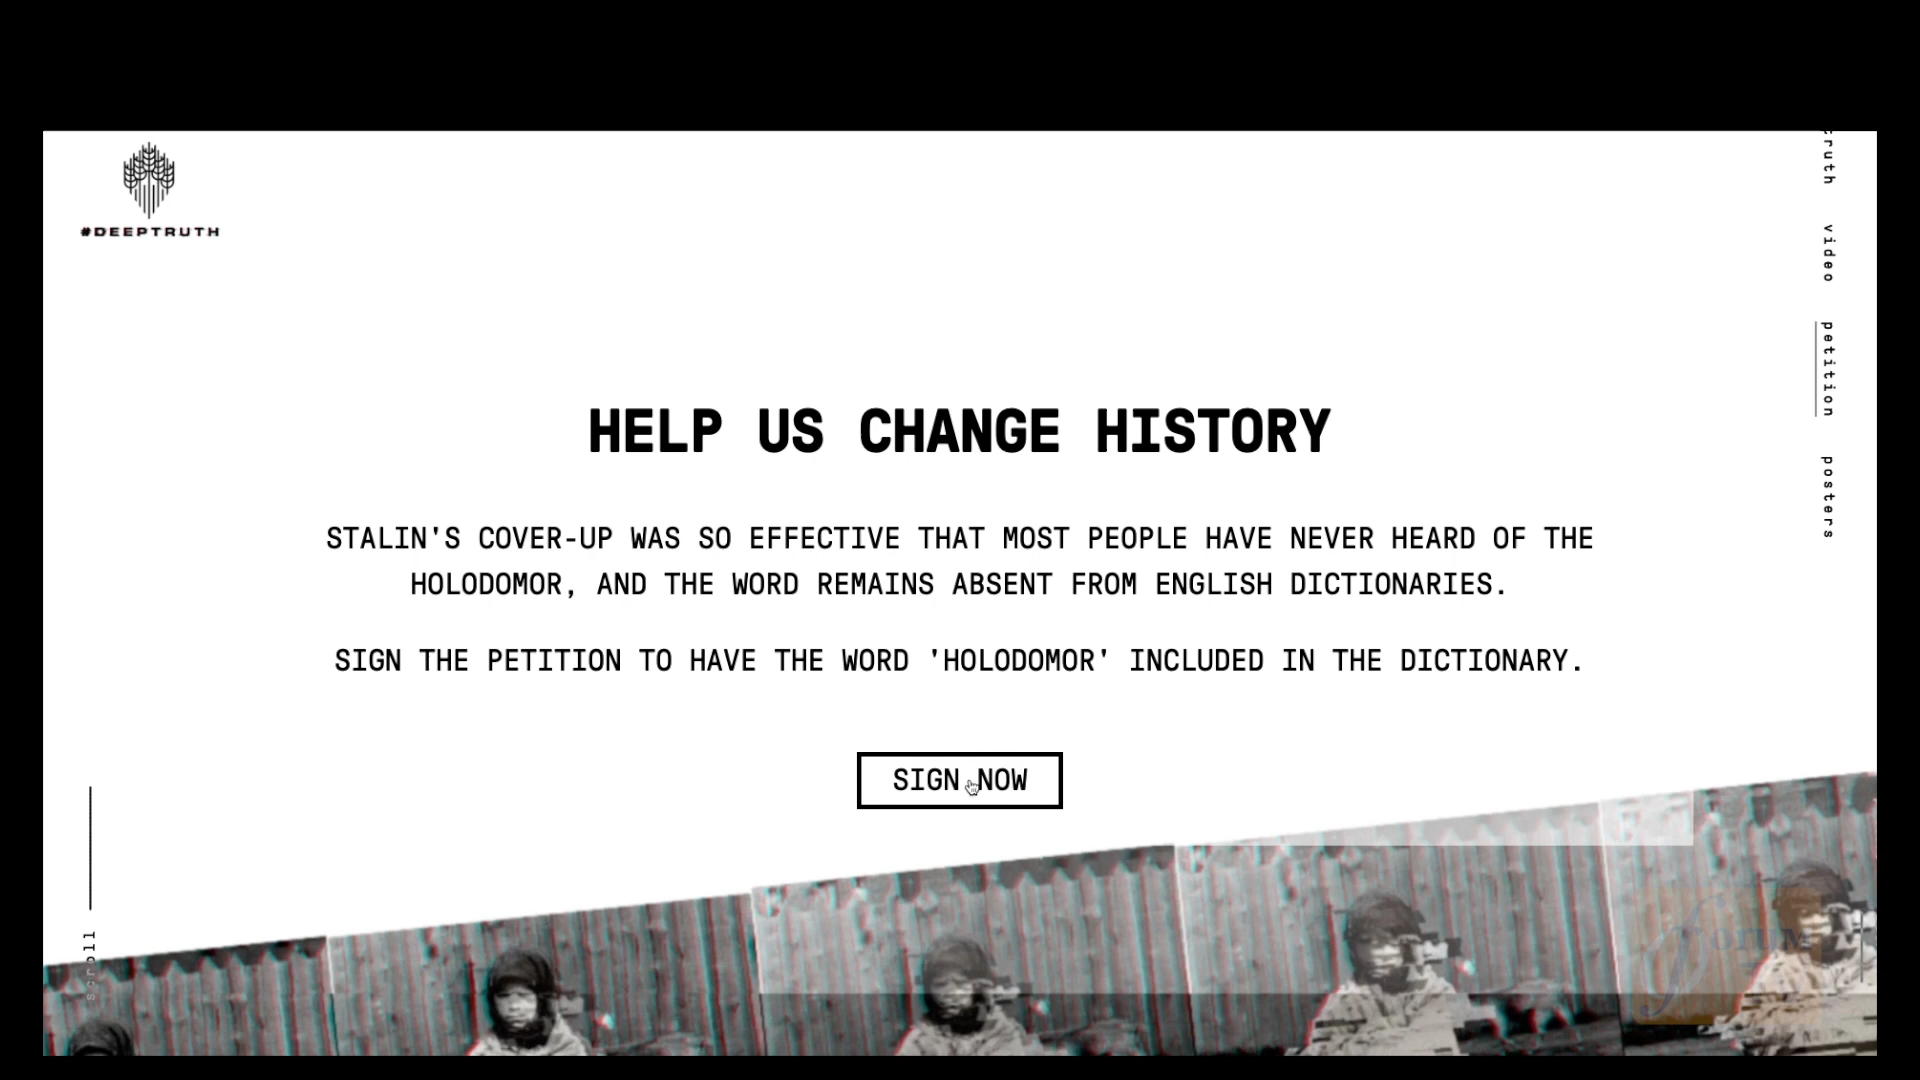 #DEEPTRUTH
HELP US CHANGE HISTORY
STALIN'S COVER-UP WAS SO EFFECTIVE THAT MOST PEOPLE HAVE NEVER HEARD OF THE
HOLODOMOR, AND THE WORD REMAINS ABSENT FROM ENGLISH DICTIONARIES.
SIGN THE PETITION TO HAVE THE WORD 'HOLODOMOR' INCLUDED IN THE DICTIONARY.
SIGN NOW
video
petition
posters
scroll
forum